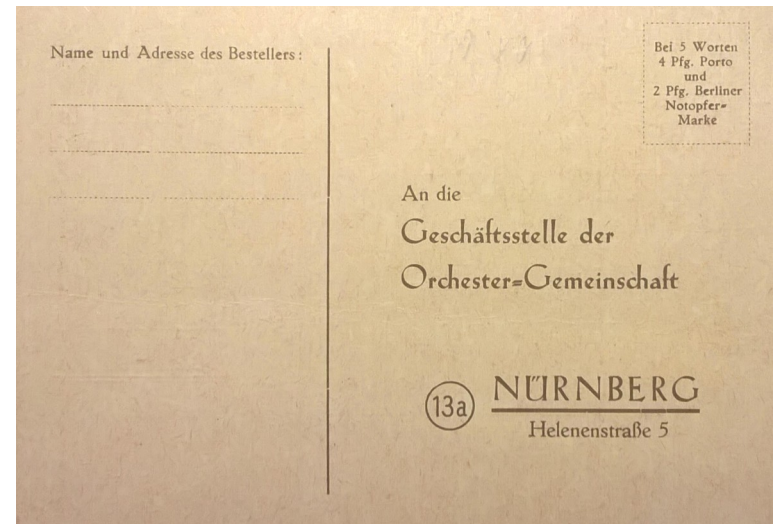 Name und Adresse des Bestellers:
Bei 5 Worten
4 Pfg. Porto
und
2 Pfg. Berliner
Notopfer-
Marke
An die
Geschäftsstelle der
Orchester-Gemeinschaft
13a NÜRNBERG
Helenenstraße 5